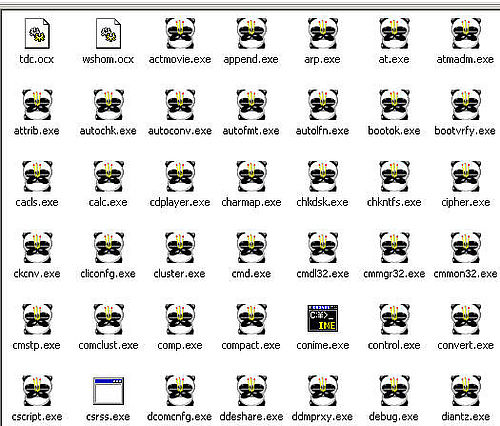 tdc.ocx wshom.ocx actmovie.exe append.exe arp.exe at.exe atmadm.exe
attrib.exe autochk.exe autoconv.exe autofmt.exe autolfn.exe bootok.exe bootvrfy.exe
cacls.exe calc.exe cdplayer.exe charmap.exe chkdsk.exe chkntfs.exe cipher.exe
ckcnv.exe cliconfg.exe cluster.exe cmd.exe cmdl32.exe cmmgr32.exe cmmon32.exe
C:¥>_
IME
cmstp.exe comclust.exe comp.exe compact.exe conime.exe control.exe convert.exe
cscript.exe csrss.exe dcomcnfg.exe ddeshare.exe ddmprxy.exe debug.exe diantz.exe